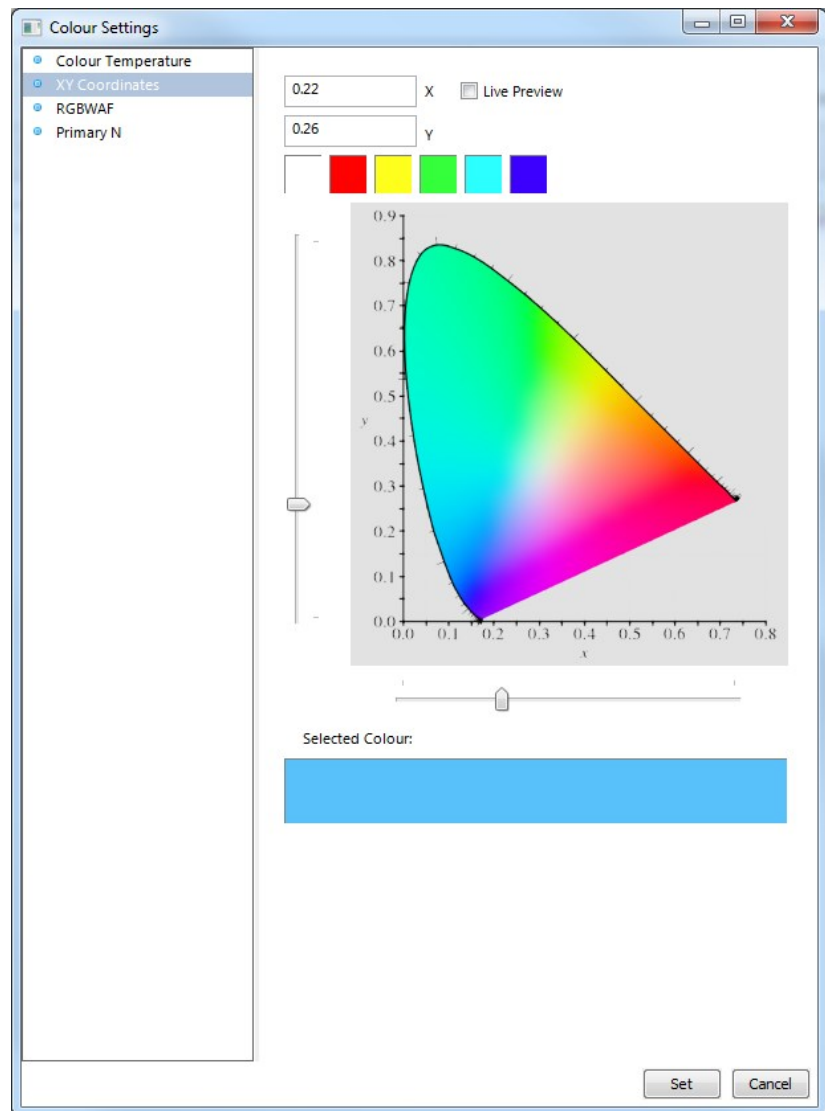 Colour Settings
Colour Temperature
XY Coordinates
RGBWAF
Primary N
0.22 X Live Preview
0.26 Y
0.9
0.8
0.7
0.6
0.5
y
0.4
0.3
0.2
0.1
0.0
0.0 0.1 0.2 0.3 0.4 0.5 0.6 0.7 0.8
x
Selected Colour:
Set Cancel